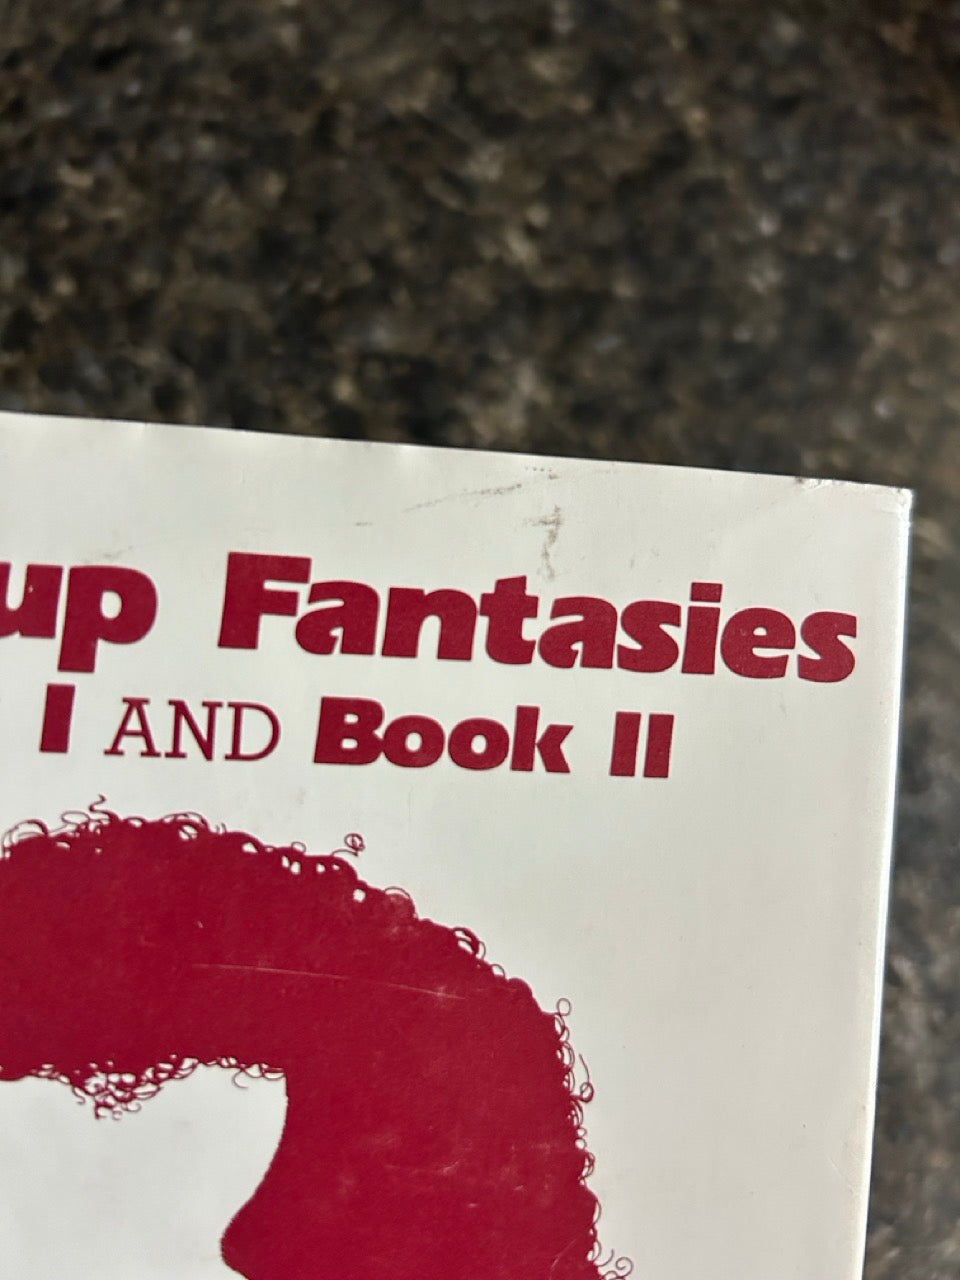 up Fantasies
I AND Book II